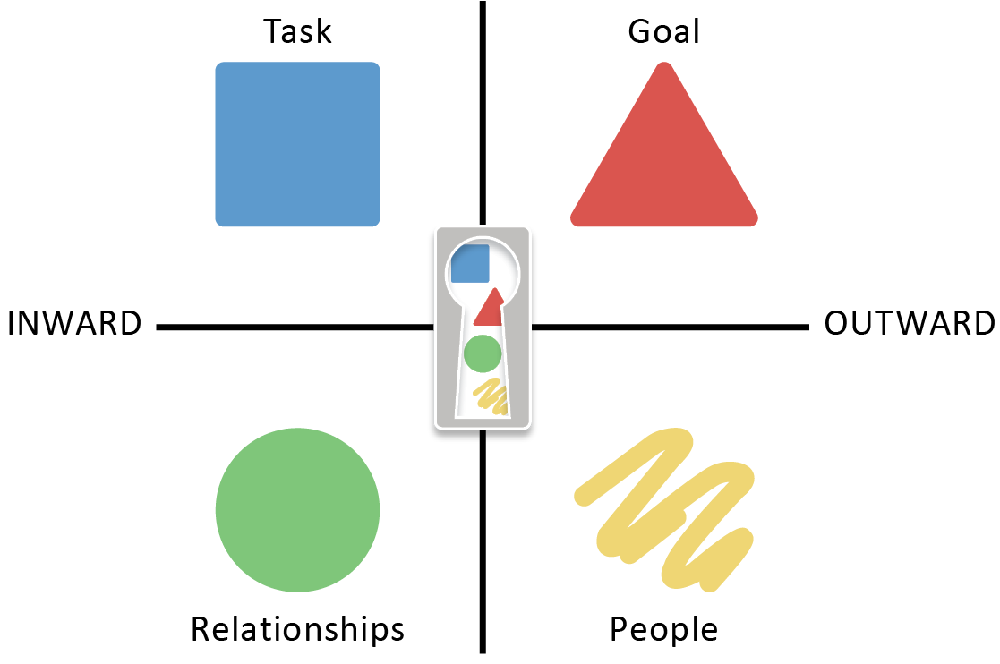 Task
Goal
INWARD
OUTWARD
Relationships
People